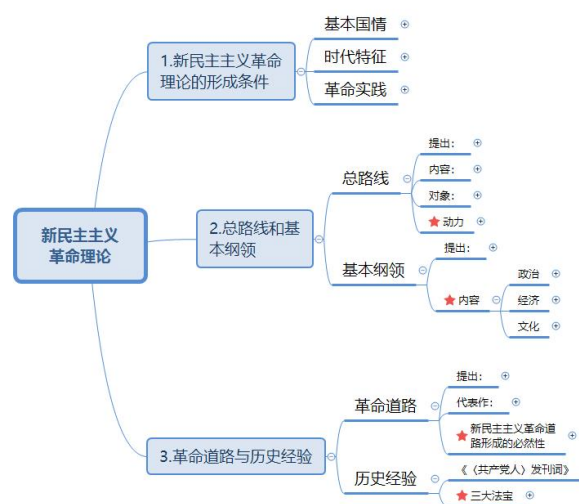 新民主主义
革命理论
1.新民主主义革命
理论的形成条件
基本国情
时代特征
革命实践
2.总路线和基
本纲领
总路线
提出：
内容：
对象：
动力
基本纲领
提出：
内容
政治
经济
文化
3.革命道路与历史经验
革命道路
提出：
代表作：
新民主主义革命道
路形成的必然性
历史经验
《〈共产党人〉发刊词》
三大法宝